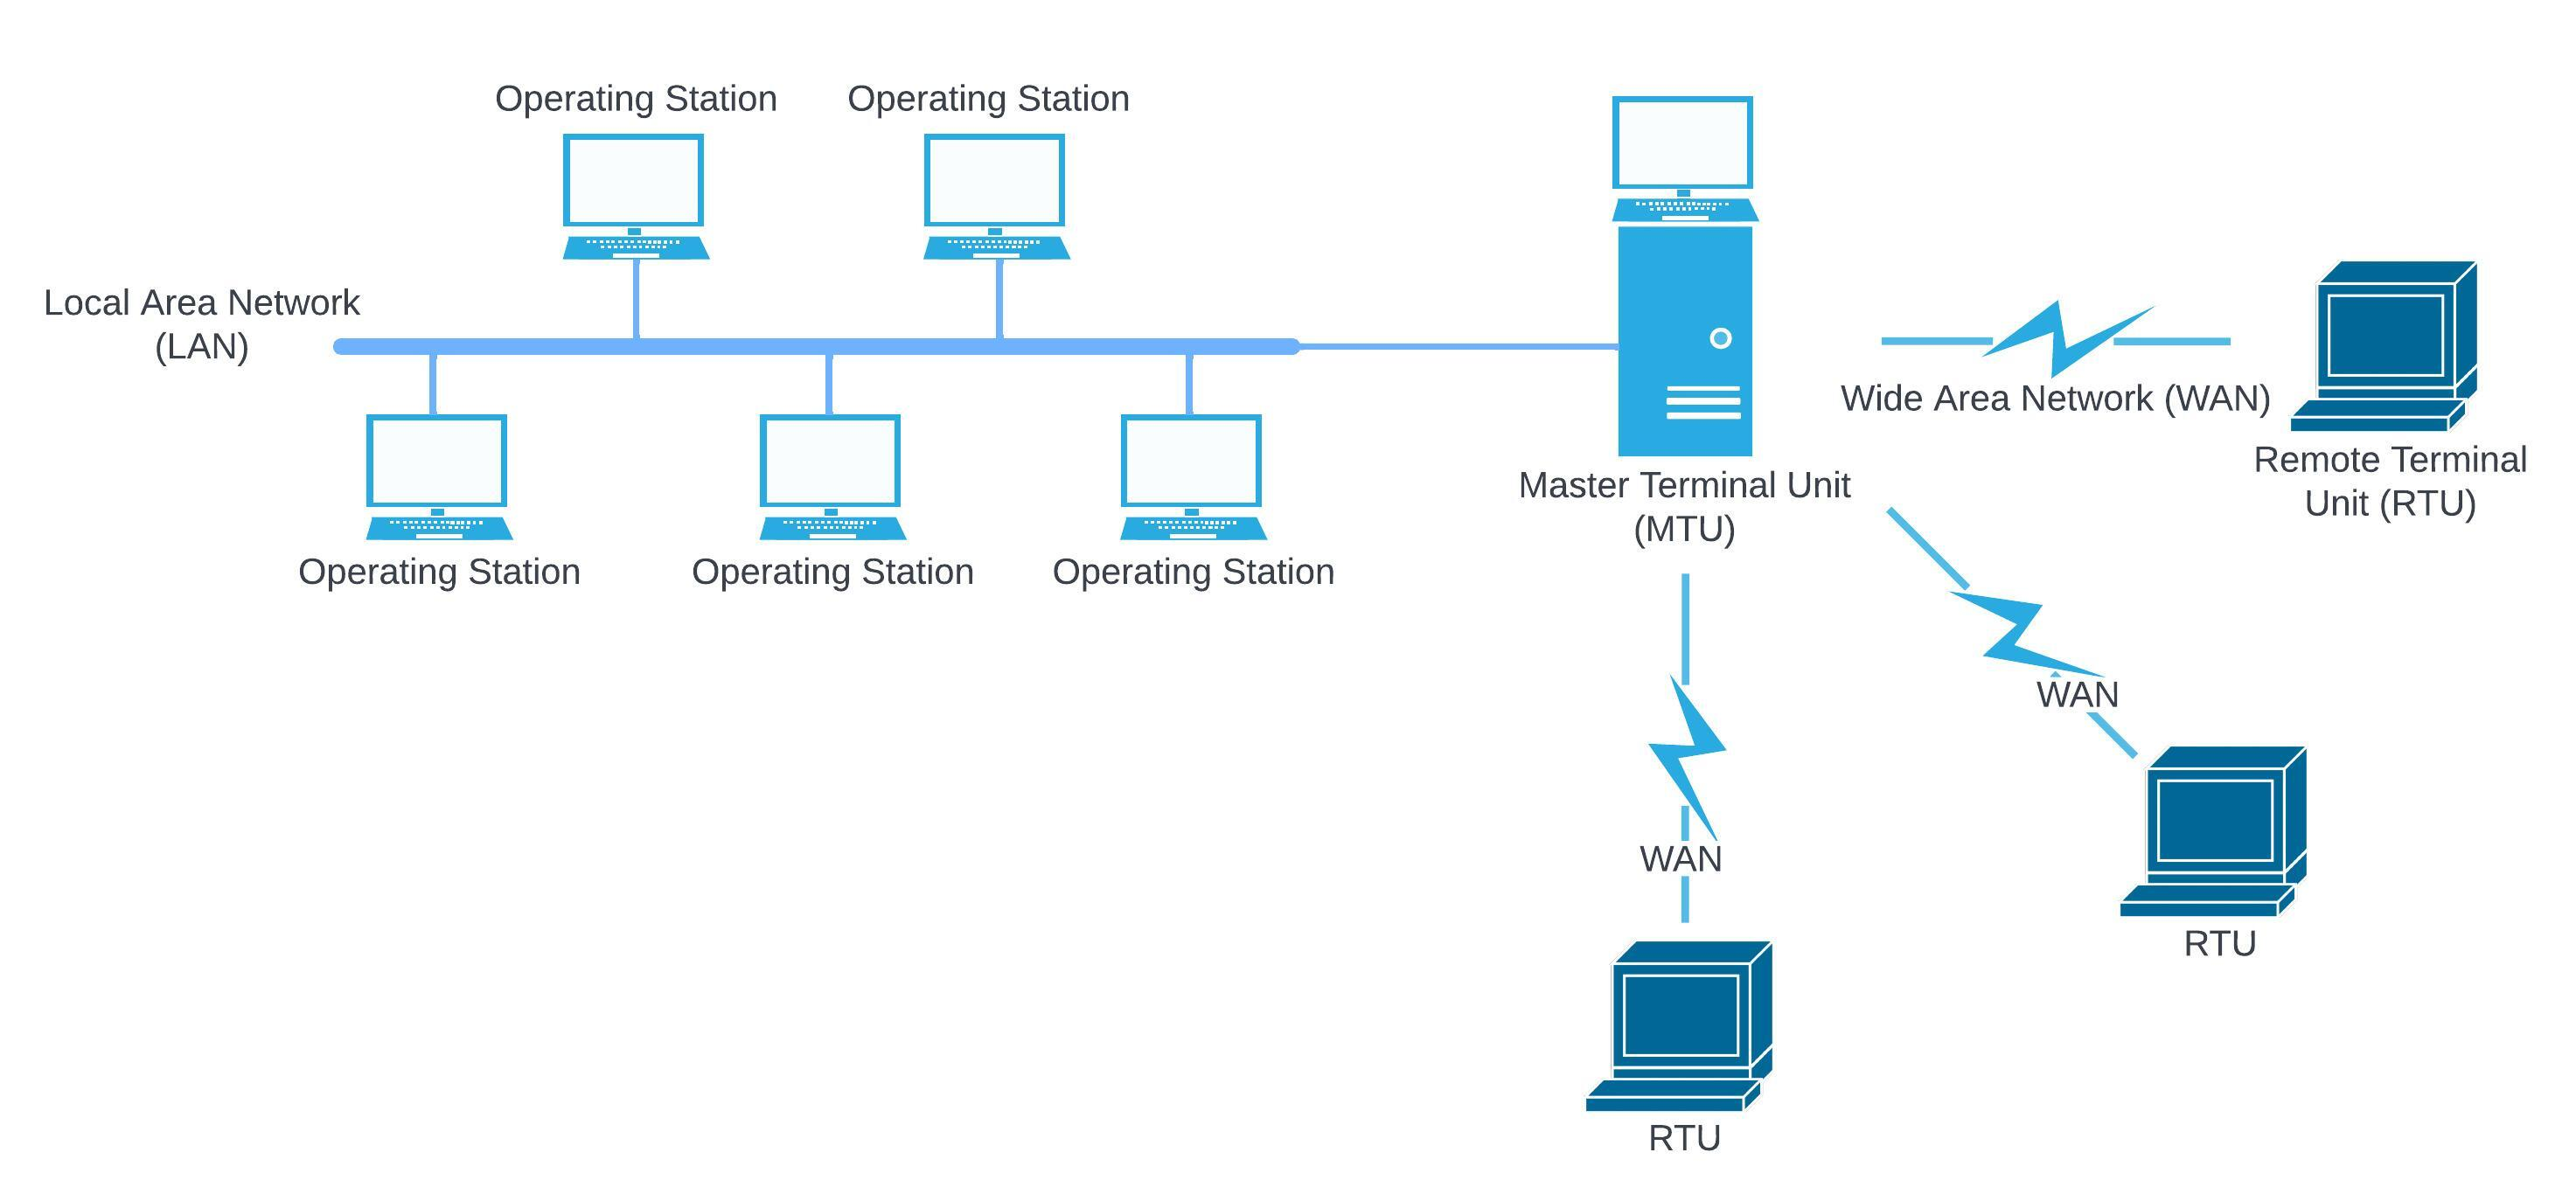 Operating Station
Operating Station
Local Area Network
(LAN)
Operating Station
Operating Station
Operating Station
Master Terminal Unit
(MTU)
Wide Area Network (WAN)
Remote Terminal
Unit (RTU)
WAN
RTU
WAN
RTU